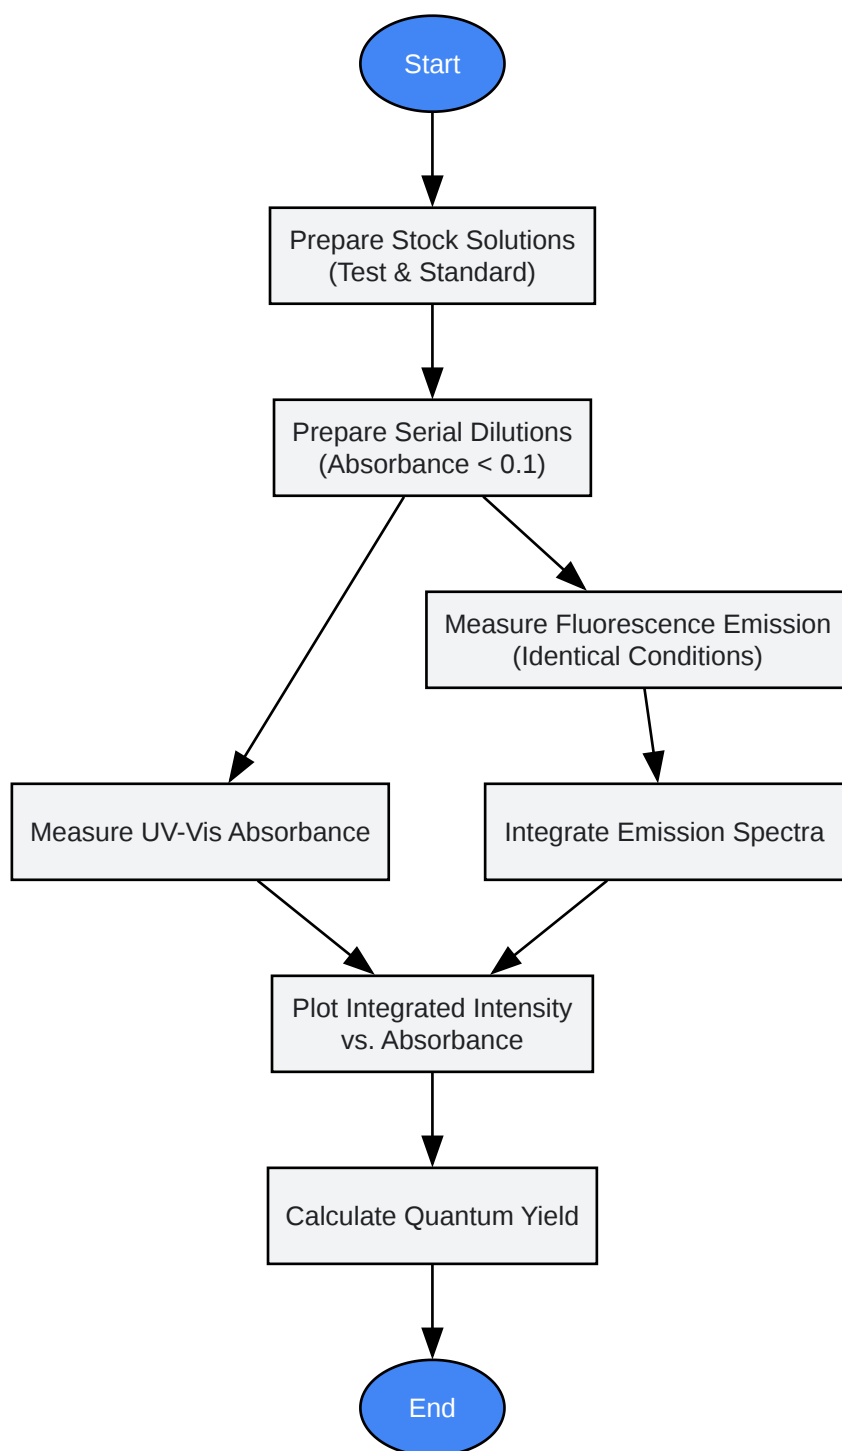 Start
Prepare Stock Solutions
(Test & Standard)
Prepare Serial Dilutions
(Absorbance < 0.1)
Measure Fluorescence Emission
(Identical Conditions)
Measure UV-Vis Absorbance
Integrate Emission Spectra
Plot Integrated Intensity
vs. Absorbance
Calculate Quantum Yield
End